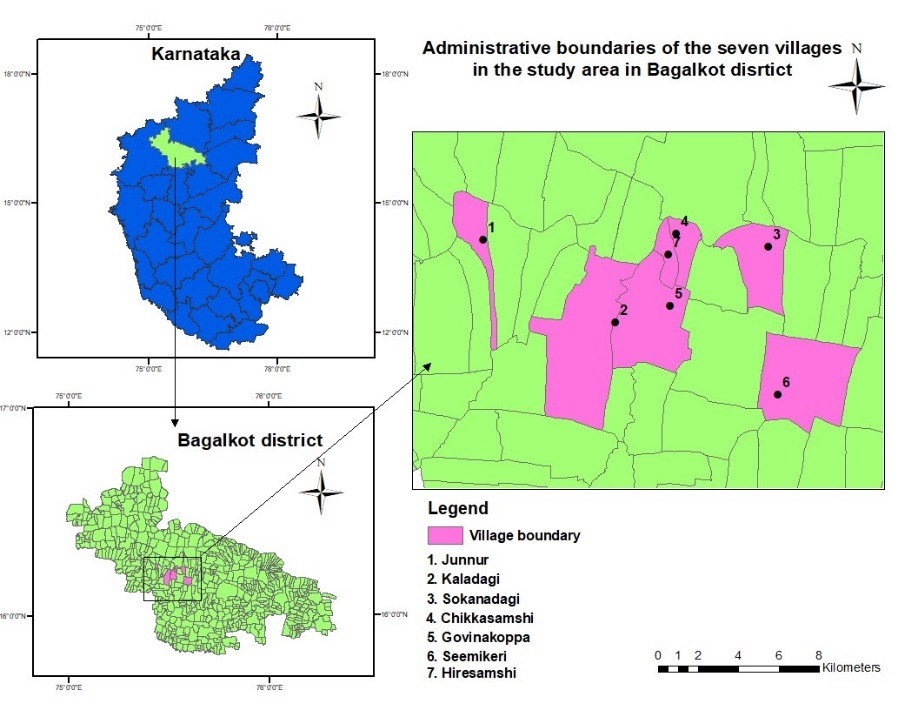 75°0'0"E 78°0'0"E
Karnataka
18°0'0"N
18°0'0"N
N
15°0'0"N
15°0'0"N
12°0'0"N
12°0'0"N
75°0'0"E 78°0'0"E
Administrative boundaries of the seven villages
in the study area in Bagalkot disrtict
N
1
4
7
3
5
2
6
75°0'0"E 76°0'0"E
17°0'0"N
Bagalkot district
N
16°0'0"N
16°0'0"N
75°0'0"E 76°0'0"E
Legend
Village boundary
1. Junnur
2. Kaladagi
3. Sokanadagi
4. Chikkasamshi
5. Govinakoppa
6. Seemikeri
7. Hiresamshi
0 1 2 4 6 8
Kilometers